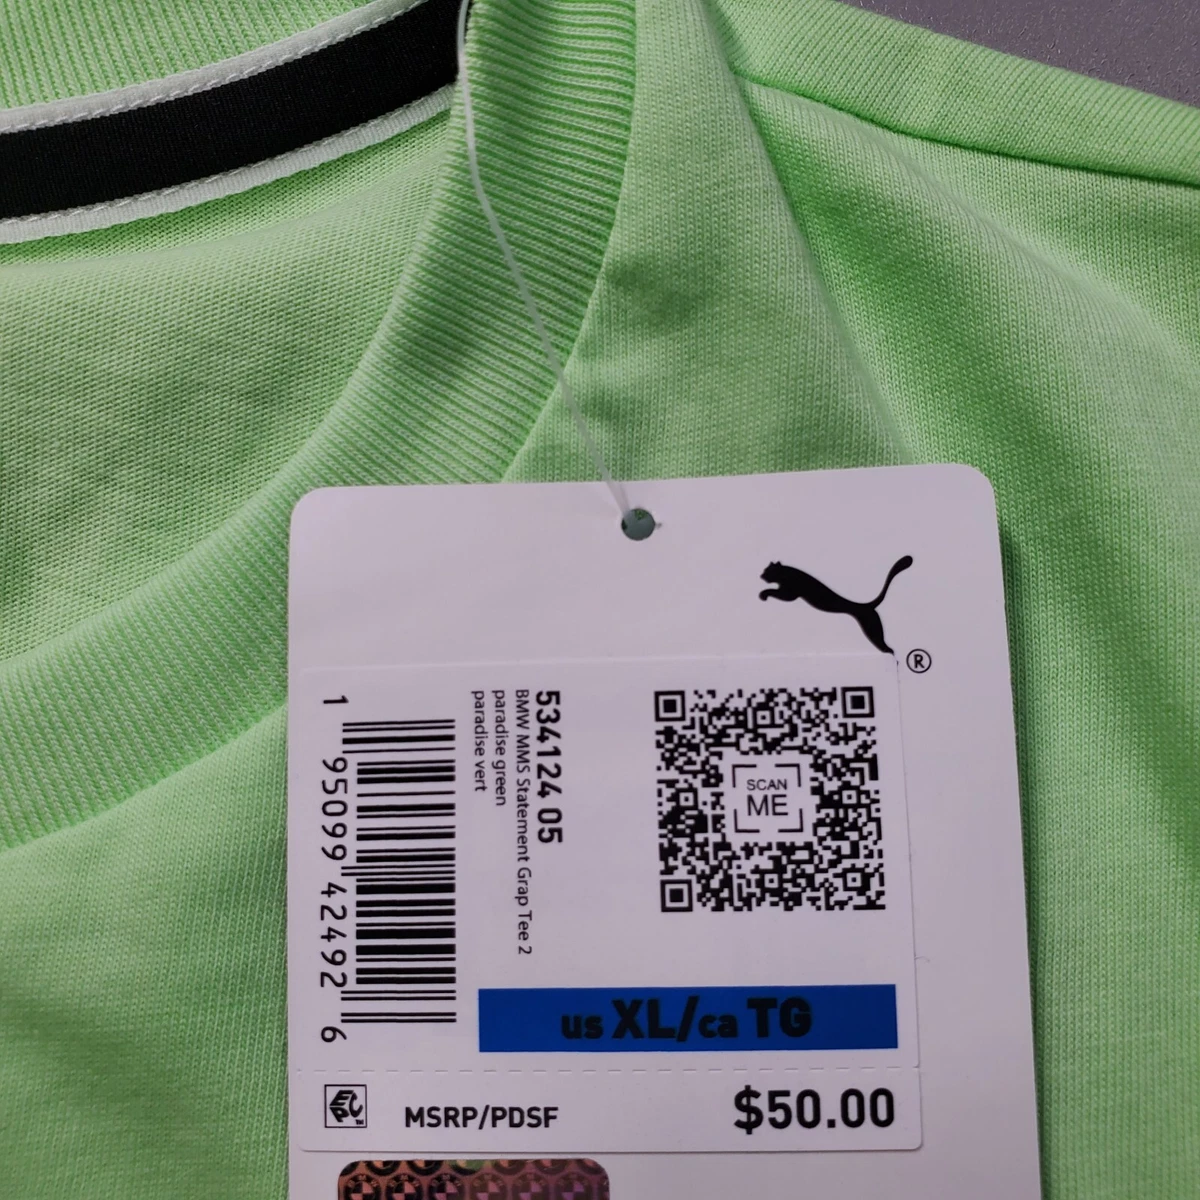 ®
534124 05
BMW MMS Statement Grap Tee 2
paradise green
paradise vert
1 95099 42492 6
SCAN
ME
us XL/ca TG
EPC™
MSRP/PDSF
$50.00